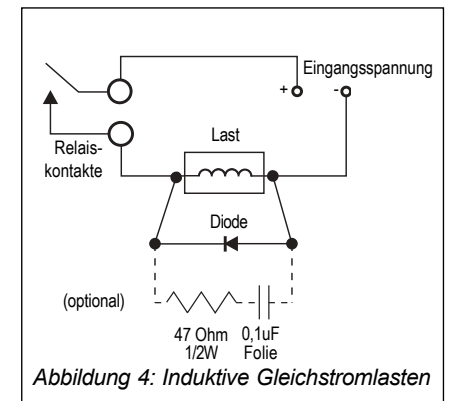 Eingangsspannung
+ -
Last
Relais-
kontakte
Diode
(optional)
47 Ohm 0,1uF
1/2W Folie
Abbildung 4: Induktive Gleichstromlasten